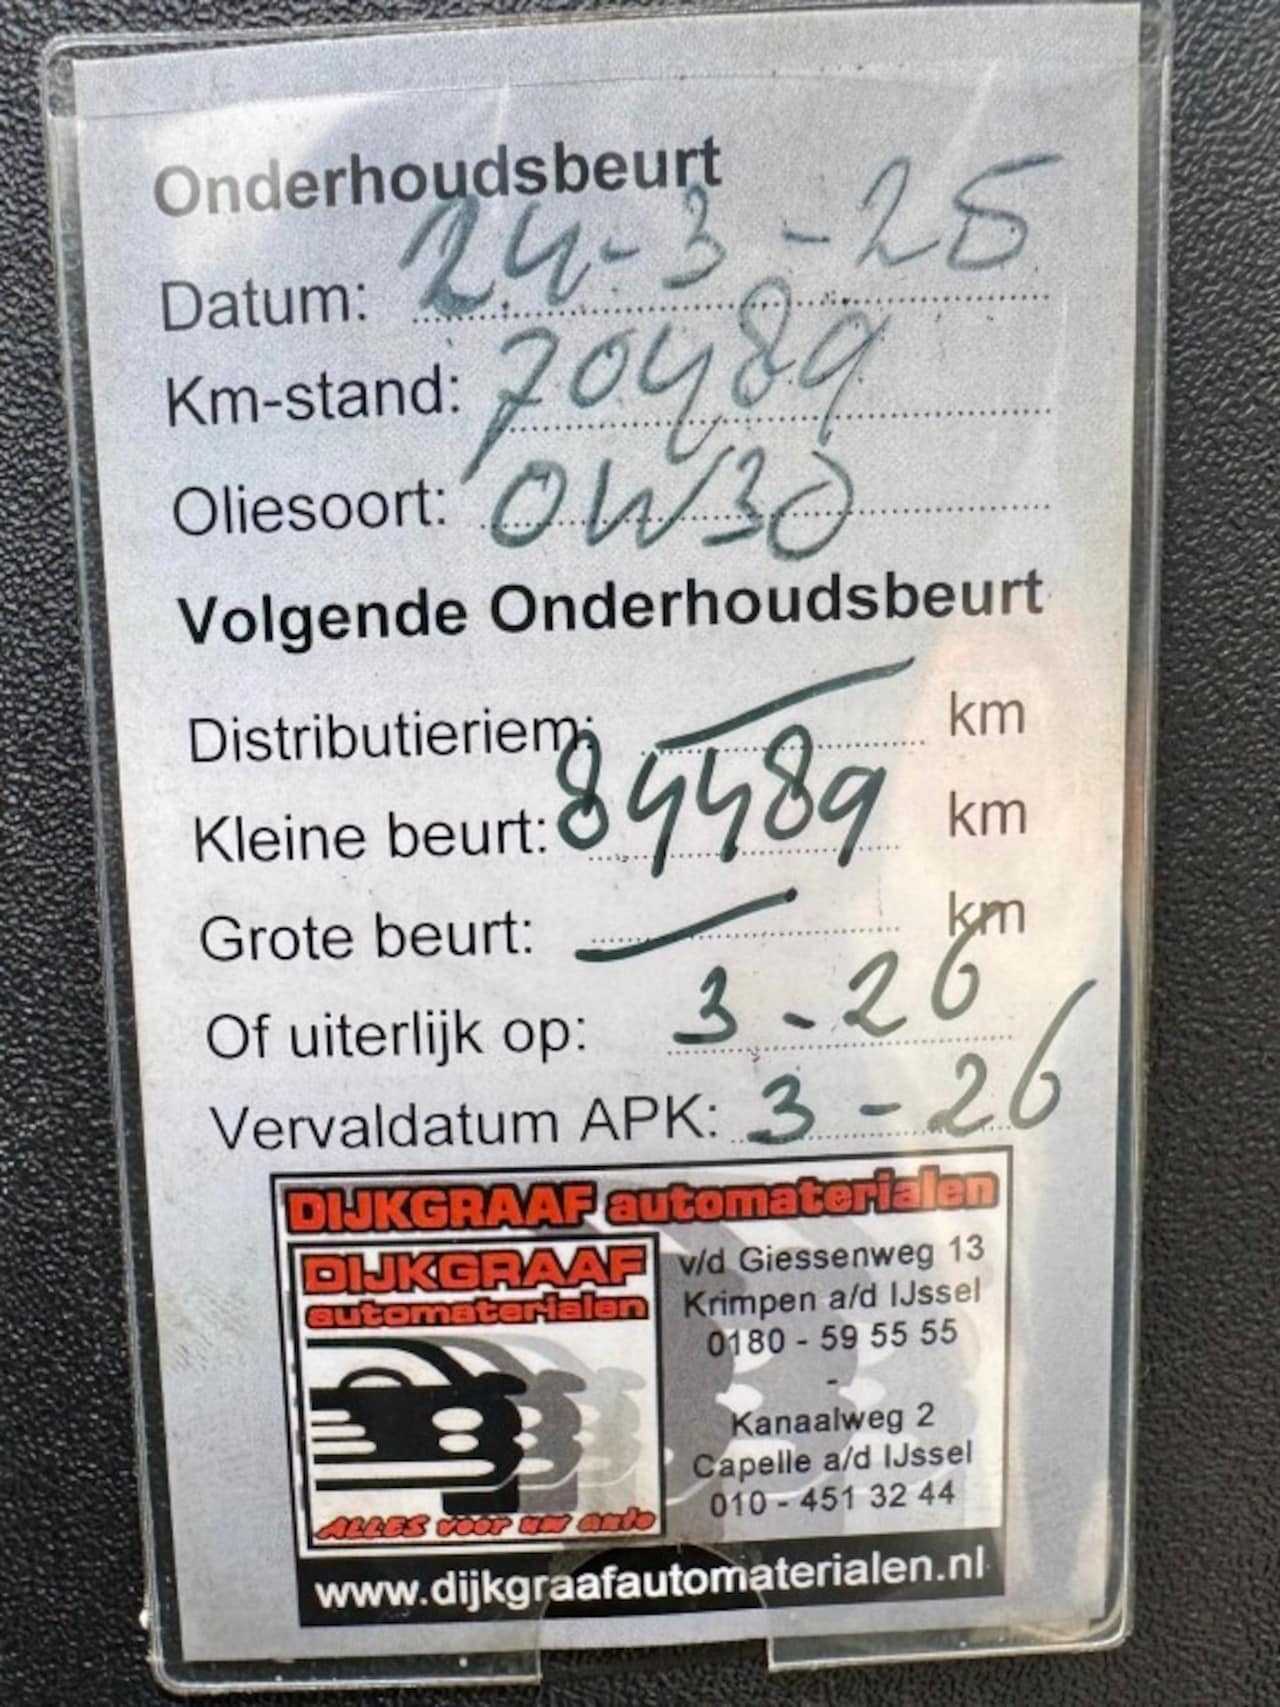 Onderhoudsbeurt
Datum: 24-3-25
Km-stand: 70489
Oliesoort: 0W30
Volgende Onderhoudsbeurt
Distributieriem: — km
Kleine beurt: 84489 km
Grote beurt: — km
Of uiterlijk op: 3-26
Vervaldatum APK: 3-26
DIJKGRAAF automaterialen
DIJKGRAAF
automaterialen
ALLES voor uw auto
v/d Giessenweg 13
Krimpen a/d IJssel
0180 - 59 55 55
-
Kanaalweg 2
Capelle a/d IJssel
010 - 451 32 44
www.dijkgraafautomaterialen.nl